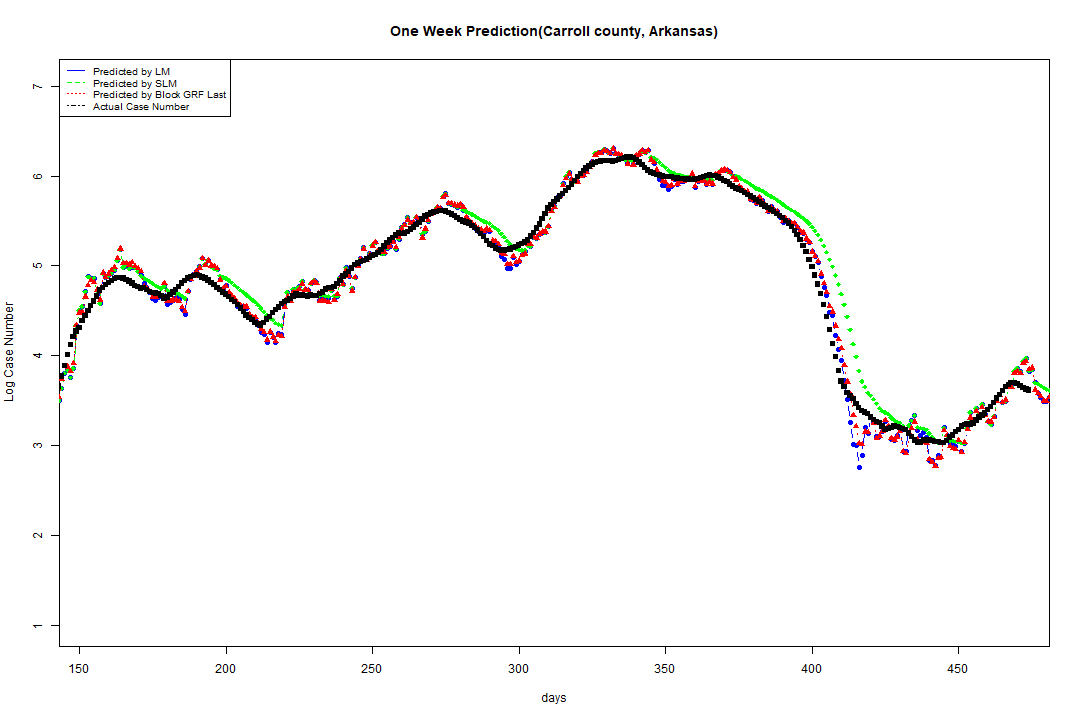 One Week Prediction(Carroll county, Arkansas)
Predicted by LM
Predicted by SLM
Predicted by Block GRF Last
Actual Case Number
7
6
5
4
3
2
1
Log Case Number
150 200 250 300 350 400 450
days